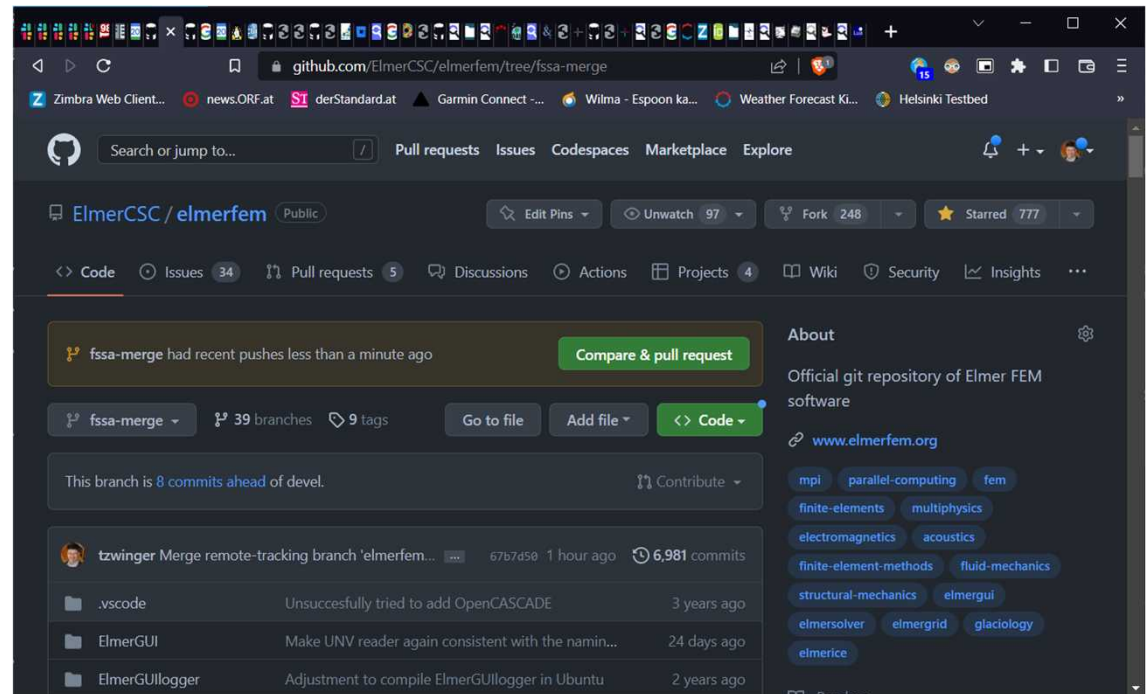 github.com/ElmerCSC/elmerfem/tree/fssa-merge
15
Zimbra Web Client... news.ORF.at ST derStandard.at Garmin Connect -... Wilma - Espoon ka... Weather Forecast Ki... Helsinki Testbed »
Search or jump to... / Pull requests Issues Codespaces Marketplace Explore
ElmerCSC / elmerfem Public Edit Pins Unwatch 97 Fork 248 Starred 777
<> Code Issues 34 Pull requests 5 Discussions Actions Projects 4 Wiki Security Insights ...
fssa-merge had recent pushes less than a minute ago Compare & pull request
fssa-merge 39 branches 9 tags Go to file Add file <> Code
This branch is 8 commits ahead of devel. Contribute
tzwinger Merge remote-tracking branch 'elmerfem... ... 67b7d50 1 hour ago 6,981 commits
.vscode Unsuccesfully tried to add OpenCASCADE 3 years ago
ElmerGUI Make UNV reader again consistent with the namin... 24 days ago
ElmerGUIlogger Adjustment to compile ElmerGUIlogger in Ubuntu 2 years ago
About
Official git repository of Elmer FEM
software
www.elmerfem.org
mpi parallel-computing fem
finite-elements multiphysics
electromagnetics acoustics
finite-element-methods fluid-mechanics
structural-mechanics elmergui
elmersolver elmergrid glaciology
elmerice